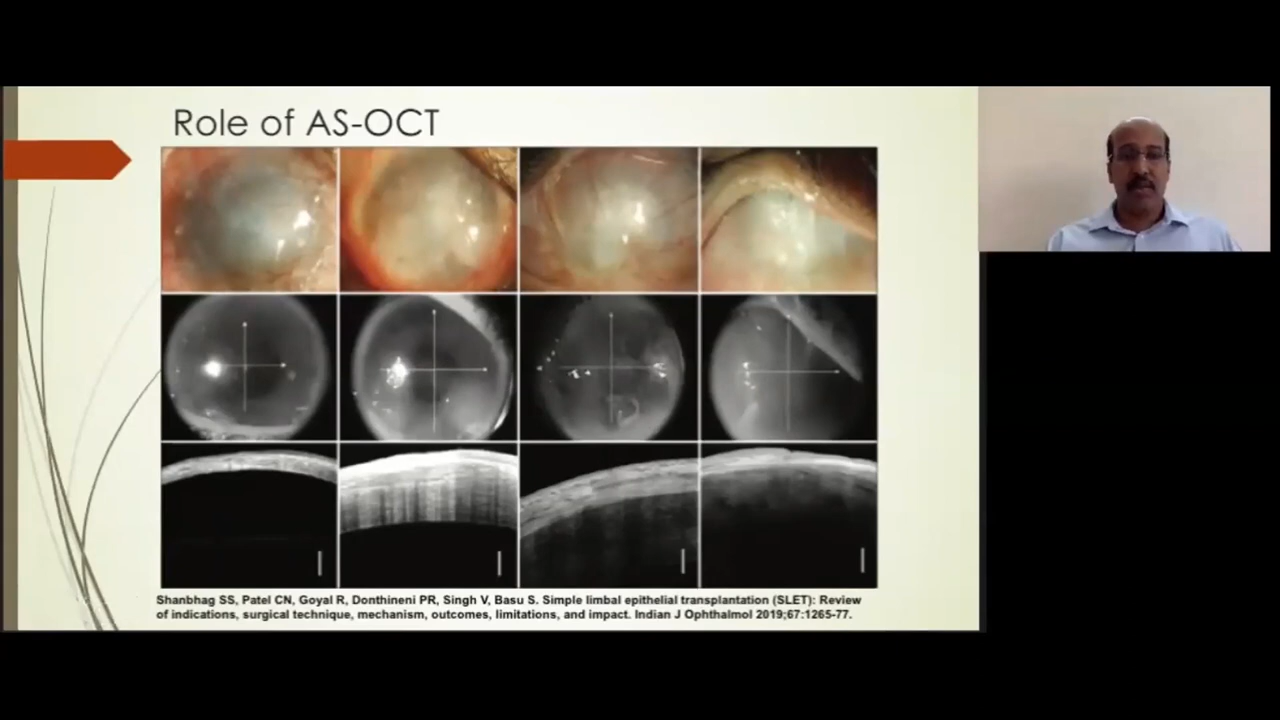 Role of AS-OCT
Shanbhag SS, Patel CN, Goyal R, Donthineni PR, Singh V, Basu S. Simple limbal epithelial transplantation (SLET): Review
of indications, surgical technique, mechanism, outcomes, limitations, and impact. Indian J Ophthalmol 2019;67:1265-77.